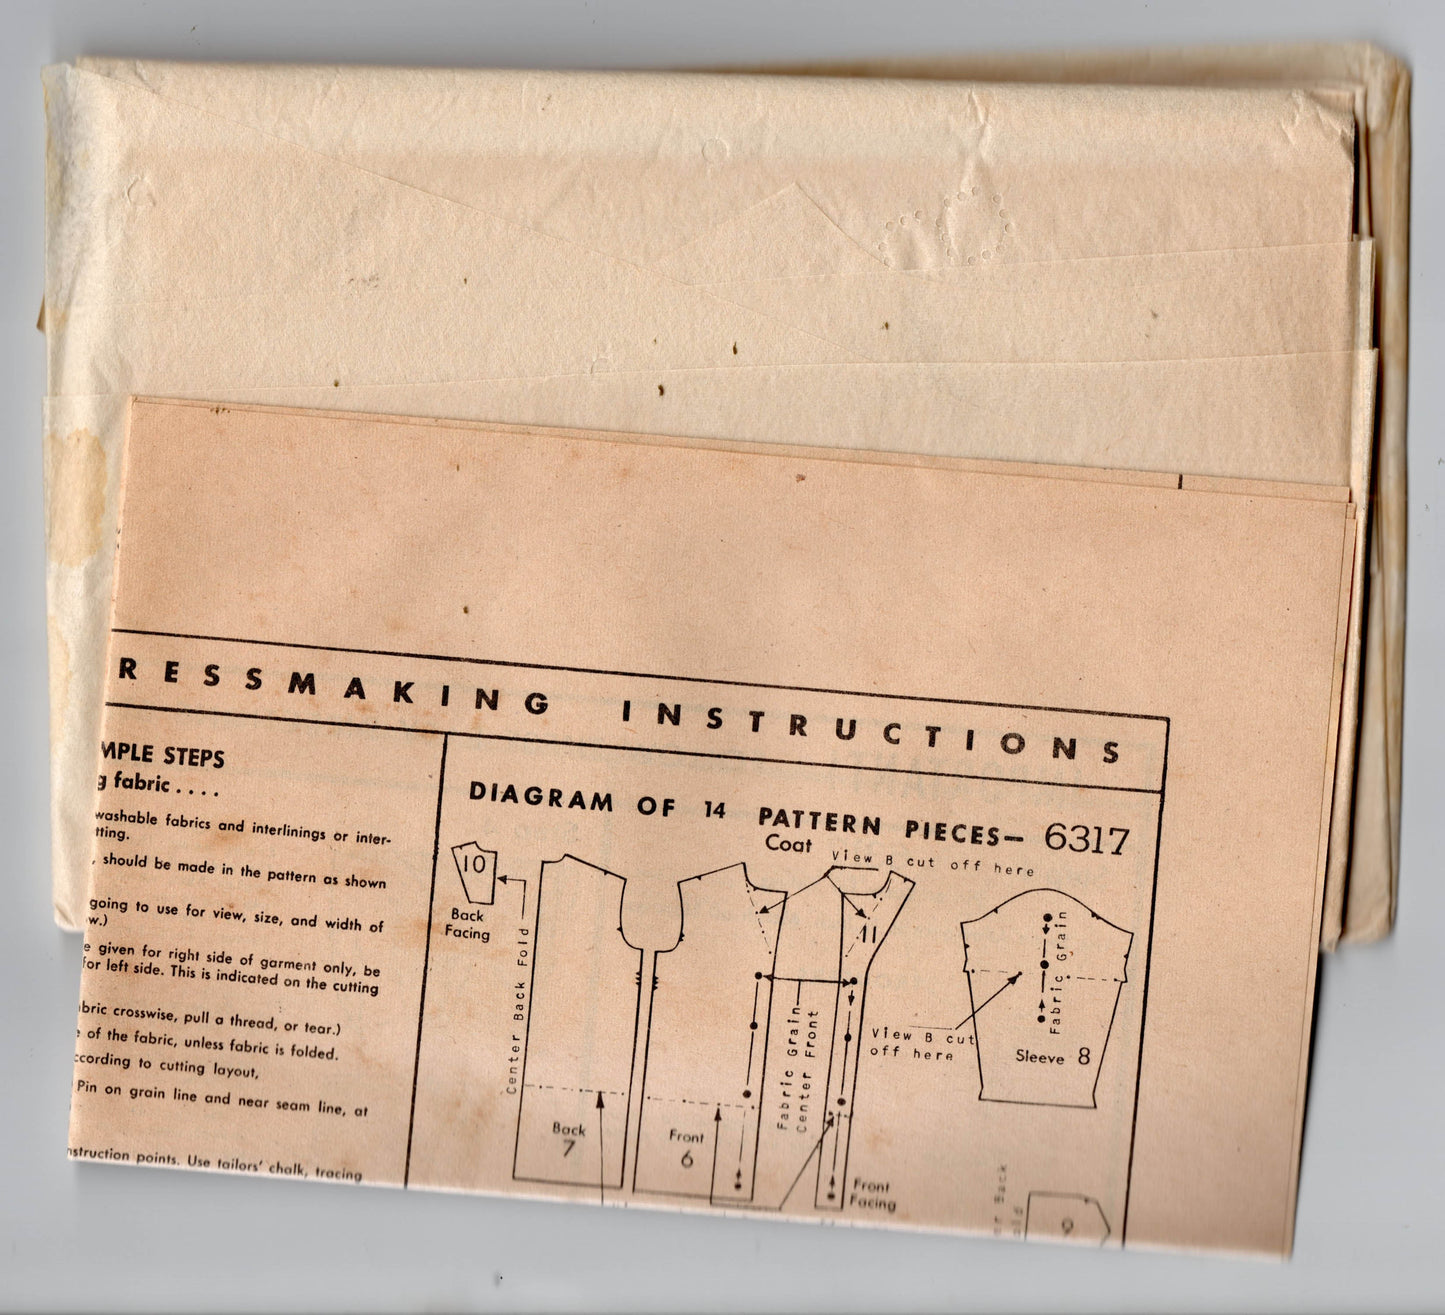 RESSMAKING INSTRUCTIONS
MPLE STEPS
g fabric....
washable fabrics and interlinings or inter-
tting.
, should be made in the pattern as shown
going to use for view, size, and width of
w.)
e given for right side of garment only, be
for left side. This is indicated on the cutting
bric crosswise, pull a thread, or tear.)
of the fabric, unless fabric is folded.
ccording to cutting layout,
Pin on grain line and near seam line, at
nstruction points. Use tailors' chalk, tracing
DIAGRAM OF 14 PATTERN PIECES— 6317
Coat
View B cut off here
10
Back
Facing
Center Back Fold
Back
7
Front
6
Fabric Grain
Center Front
11
Front
Facing
View B cut
off here
Fabric Grain
Sleeve 8
er Back
old
9